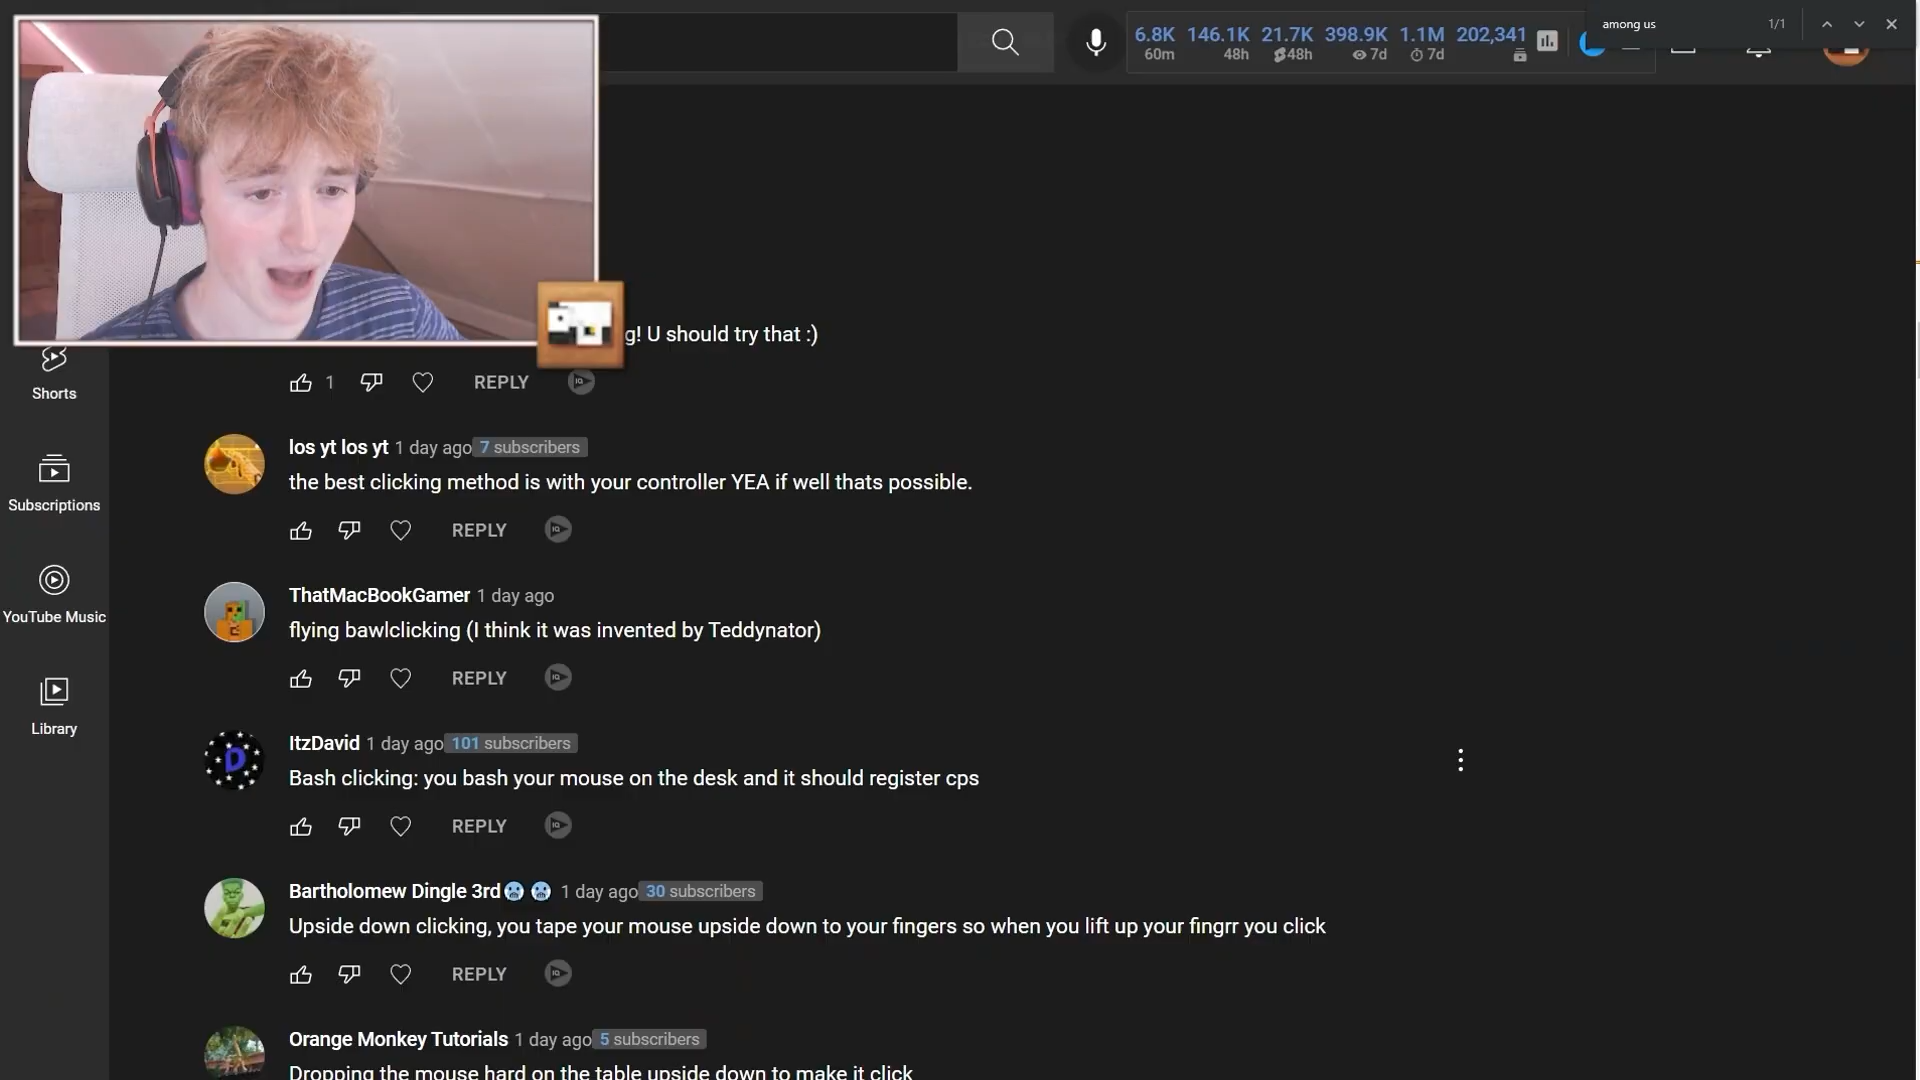 among us 1/1
6.8K 146.1K 21.7K 398.9K 1.1M 202,341
60m 48h 48h 7d 7d
g! U should try that :)
1 REPLY
Shorts
los yt los yt 1 day ago 7 subscribers
the best clicking method is with your controller YEA if well thats possible.
REPLY
Subscriptions
ThatMacBookGamer 1 day ago
flying bawlclicking (I think it was invented by Teddynator)
REPLY
YouTube Music
ItzDavid 1 day ago 101 subscribers
Bash clicking: you bash your mouse on the desk and it should register cps
REPLY
Library
Bartholomew Dingle 3rd🥶 🥶 1 day ago 30 subscribers
Upside down clicking, you tape your mouse upside down to your fingers so when you lift up your fingrr you click
REPLY
Orange Monkey Tutorials 1 day ago 5 subscribers
Dropping the mouse hard on the table upside down to make it click